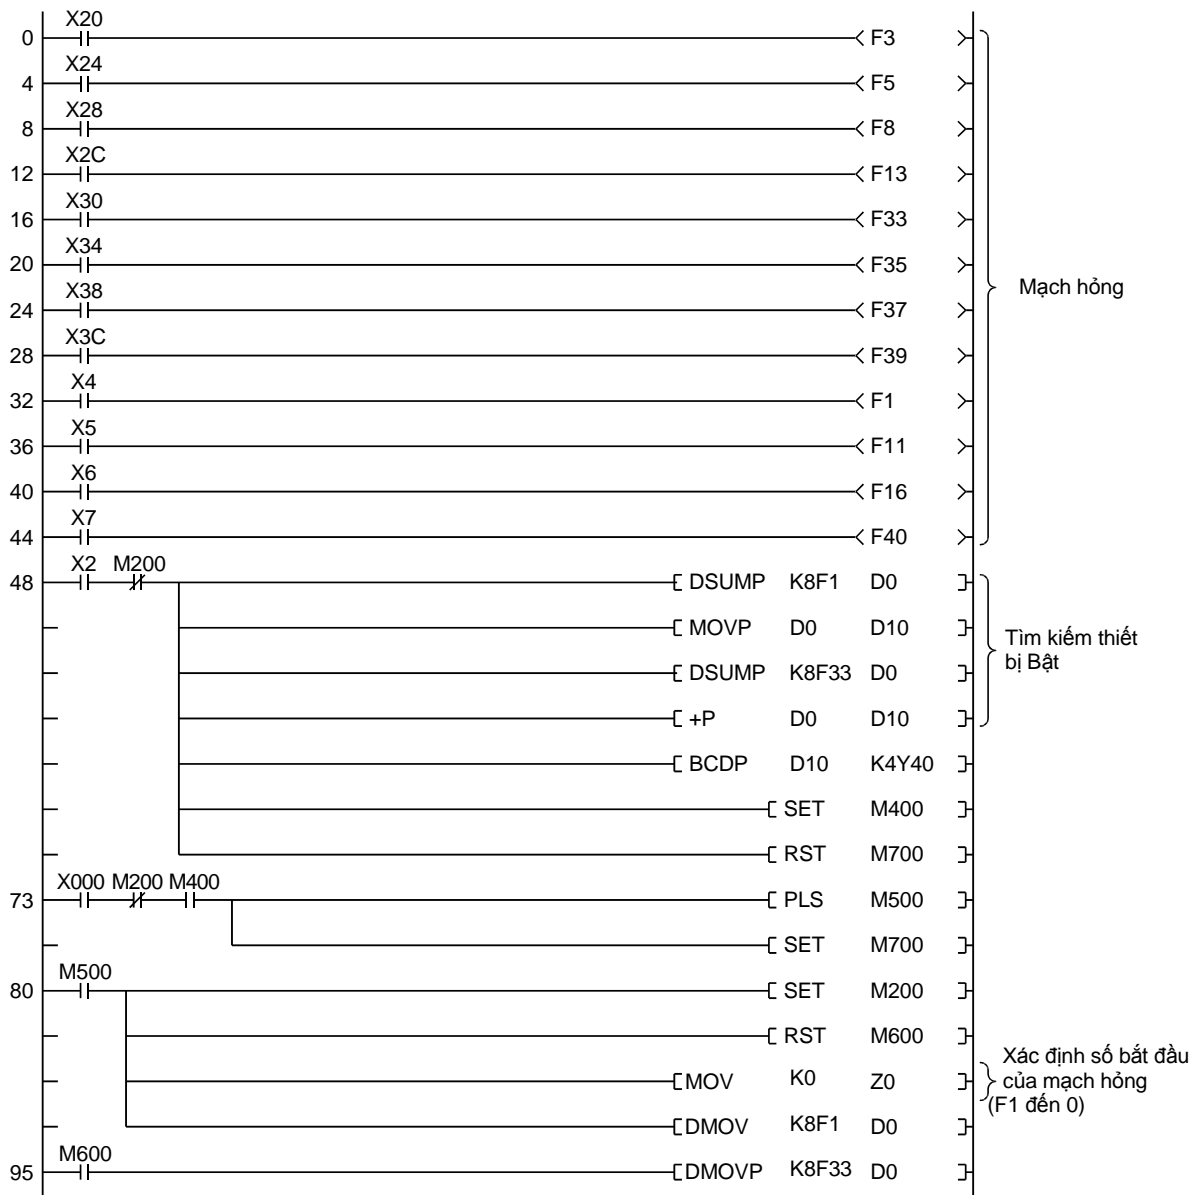 X20
0 F3
X24
4 F5
X28
8 F8
X2C
12 F13
X30
16 F33
X34
20 F35
X38
24 F37
Mạch hỏng
X3C
28 F39
X4
32 F1
X5
36 F11
X6
40 F16
X7
44 F40
X2 M200
48 DSUMP K8F1 D0
MOVP D0 D10
DSUMP K8F33 D0
+P D0 D10
Tìm kiếm thiết
bị Bật
BCDP D10 K4Y40
SET M400
RST M700
X000 M200 M400
73 PLS M500
SET M700
M500
80 SET M200
RST M600
MOV K0 Z0
Xác định số bắt đầu
của mạch hỏng
(F1 đến 0)
DMOV K8F1 D0
M600
95 DMOVP K8F33 D0